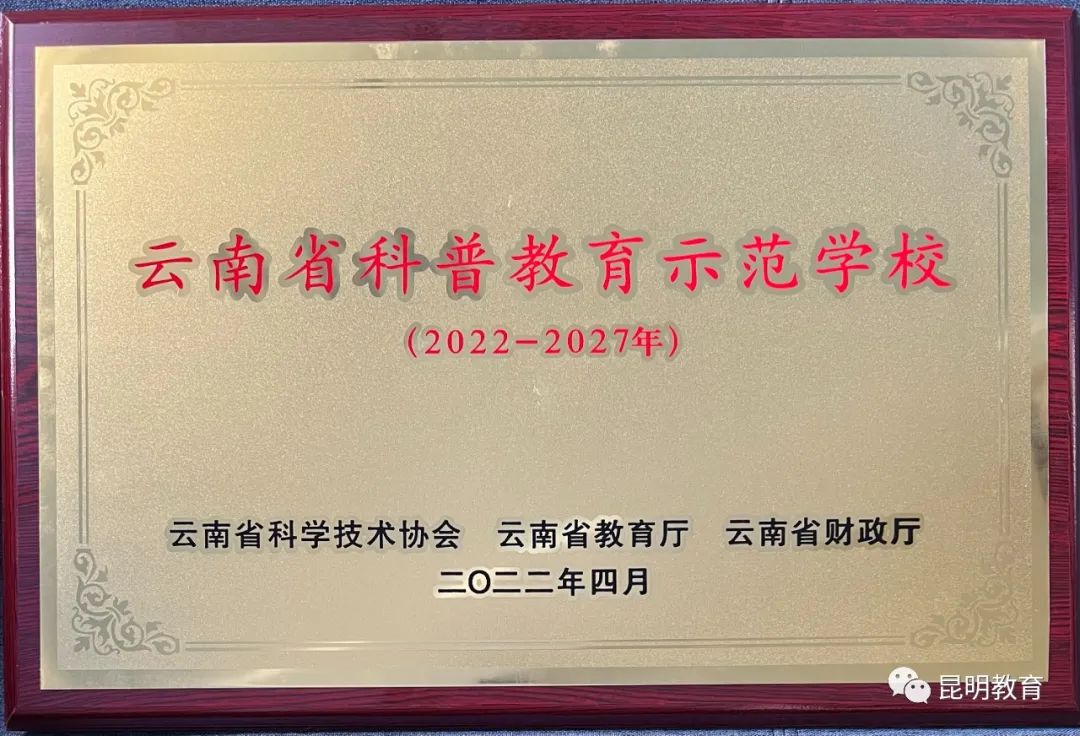 云南省科普教育示范学校
（2022-2027年）
云南省科学技术协会 云南省教育厅 云南省财政厅
二〇二二年四月
昆明教育